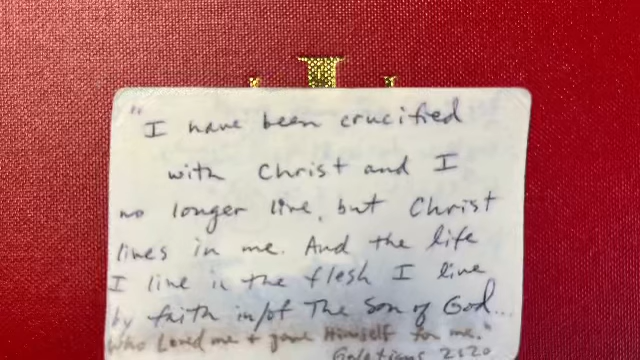 "I have been crucified
with Christ and I
no longer live, but Christ
lives in me. And the life
I live in the flesh I live
by faith in/of The Son of God...
who Loved me + gave Himself for me."
Galatians 2:20